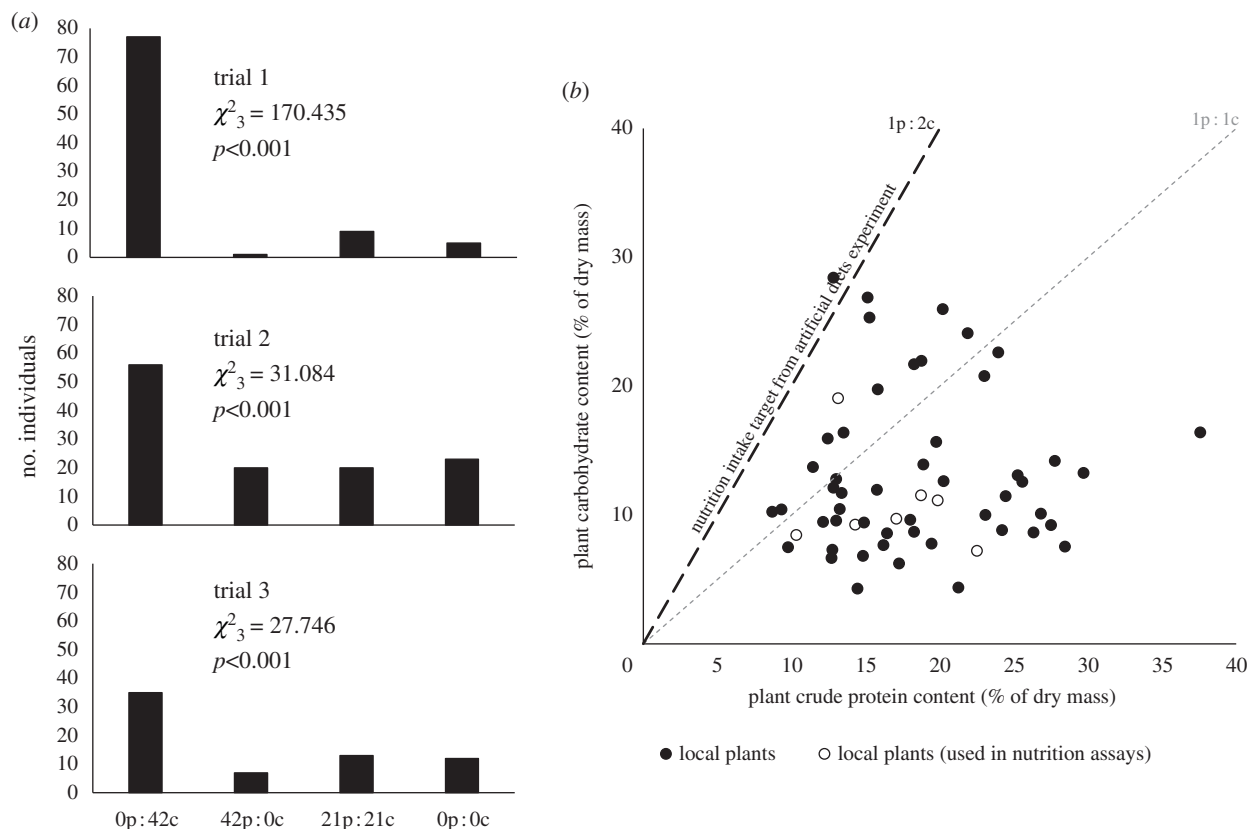 (a)
no. individuals
80
70
60
50
40
30
20
10
0
trial 1
χ²₃ = 170.435
p<0.001
80
70
60
50
40
30
20
10
0
trial 2
χ²₃ = 31.084
p<0.001
80
70
60
50
40
30
20
10
0
trial 3
χ²₃ = 27.746
p<0.001
0p:42c 42p:0c 21p:21c 0p:0c
(b)
plant carbohydrate content (% of dry mass)
40
30
20
10
1p:2c
1p:1c
nutrition intake target from artificial diets experiment
0 5 10 15 20 25 30 35 40
plant crude protein content (% of dry mass)
local plants local plants (used in nutrition assays)